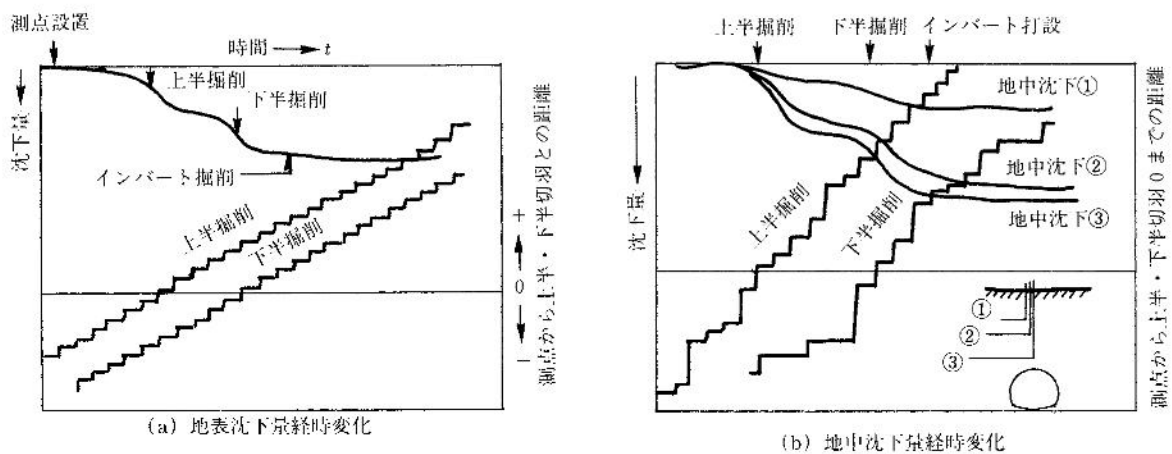 測点設置
時間 → t
上半掘削
下半掘削
沈下量
インバート掘削
上半掘削
下半掘削
+
0
−
測点から上半・下半切羽との距離
(a) 地表沈下量経時変化
上半掘削 下半掘削 インバート打設
地中沈下①
地中沈下②
地中沈下③
沈下量
上半掘削
下半掘削
①
②
③
測点から上半・下半切羽0までの距離
(b) 地中沈下量経時変化